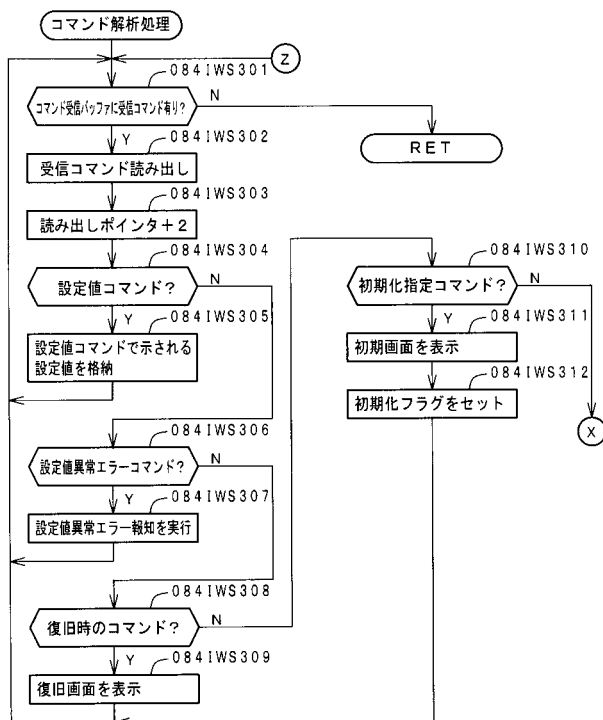 コマンド解析処理
Z
084IWS301
コマンド受信バッファに受信コマンド有り?
N
Y
RET
084IWS302
受信コマンド読み出し
084IWS303
読み出しポインタ+2
084IWS304
設定値コマンド?
N
Y
084IWS305
設定値コマンドで示される
設定値を格納
084IWS306
設定値異常エラーコマンド?
N
Y
084IWS307
設定値異常エラー報知を実行
084IWS308
復旧時のコマンド?
N
Y
084IWS309
復旧画面を表示
084IWS310
初期化指定コマンド?
N
Y
084IWS311
初期画面を表示
084IWS312
初期化フラグをセット
X